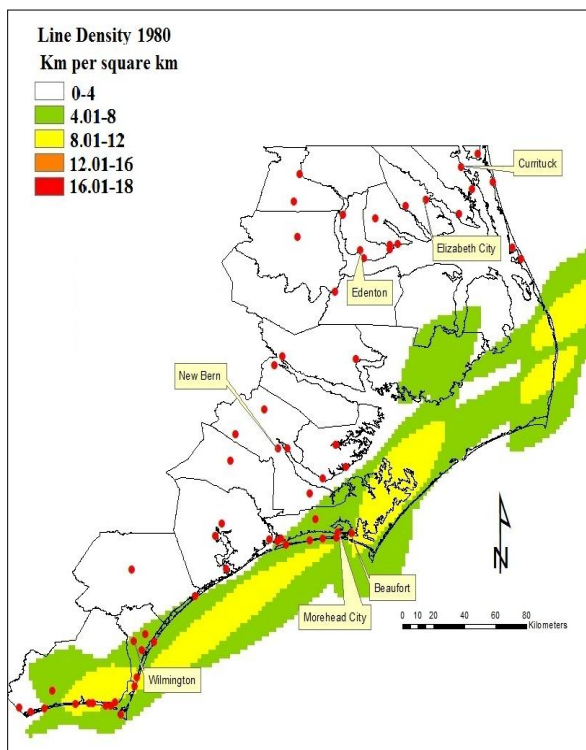 Line Density 1980
Km per square km
0-4
4.01-8
8.01-12
12.01-16
16.01-18
Currituck
Elizabeth City
Edenton
New Bern
N
Beaufort
Morehead City
0 10 20 40 60 80
Kilometers
Wilmington